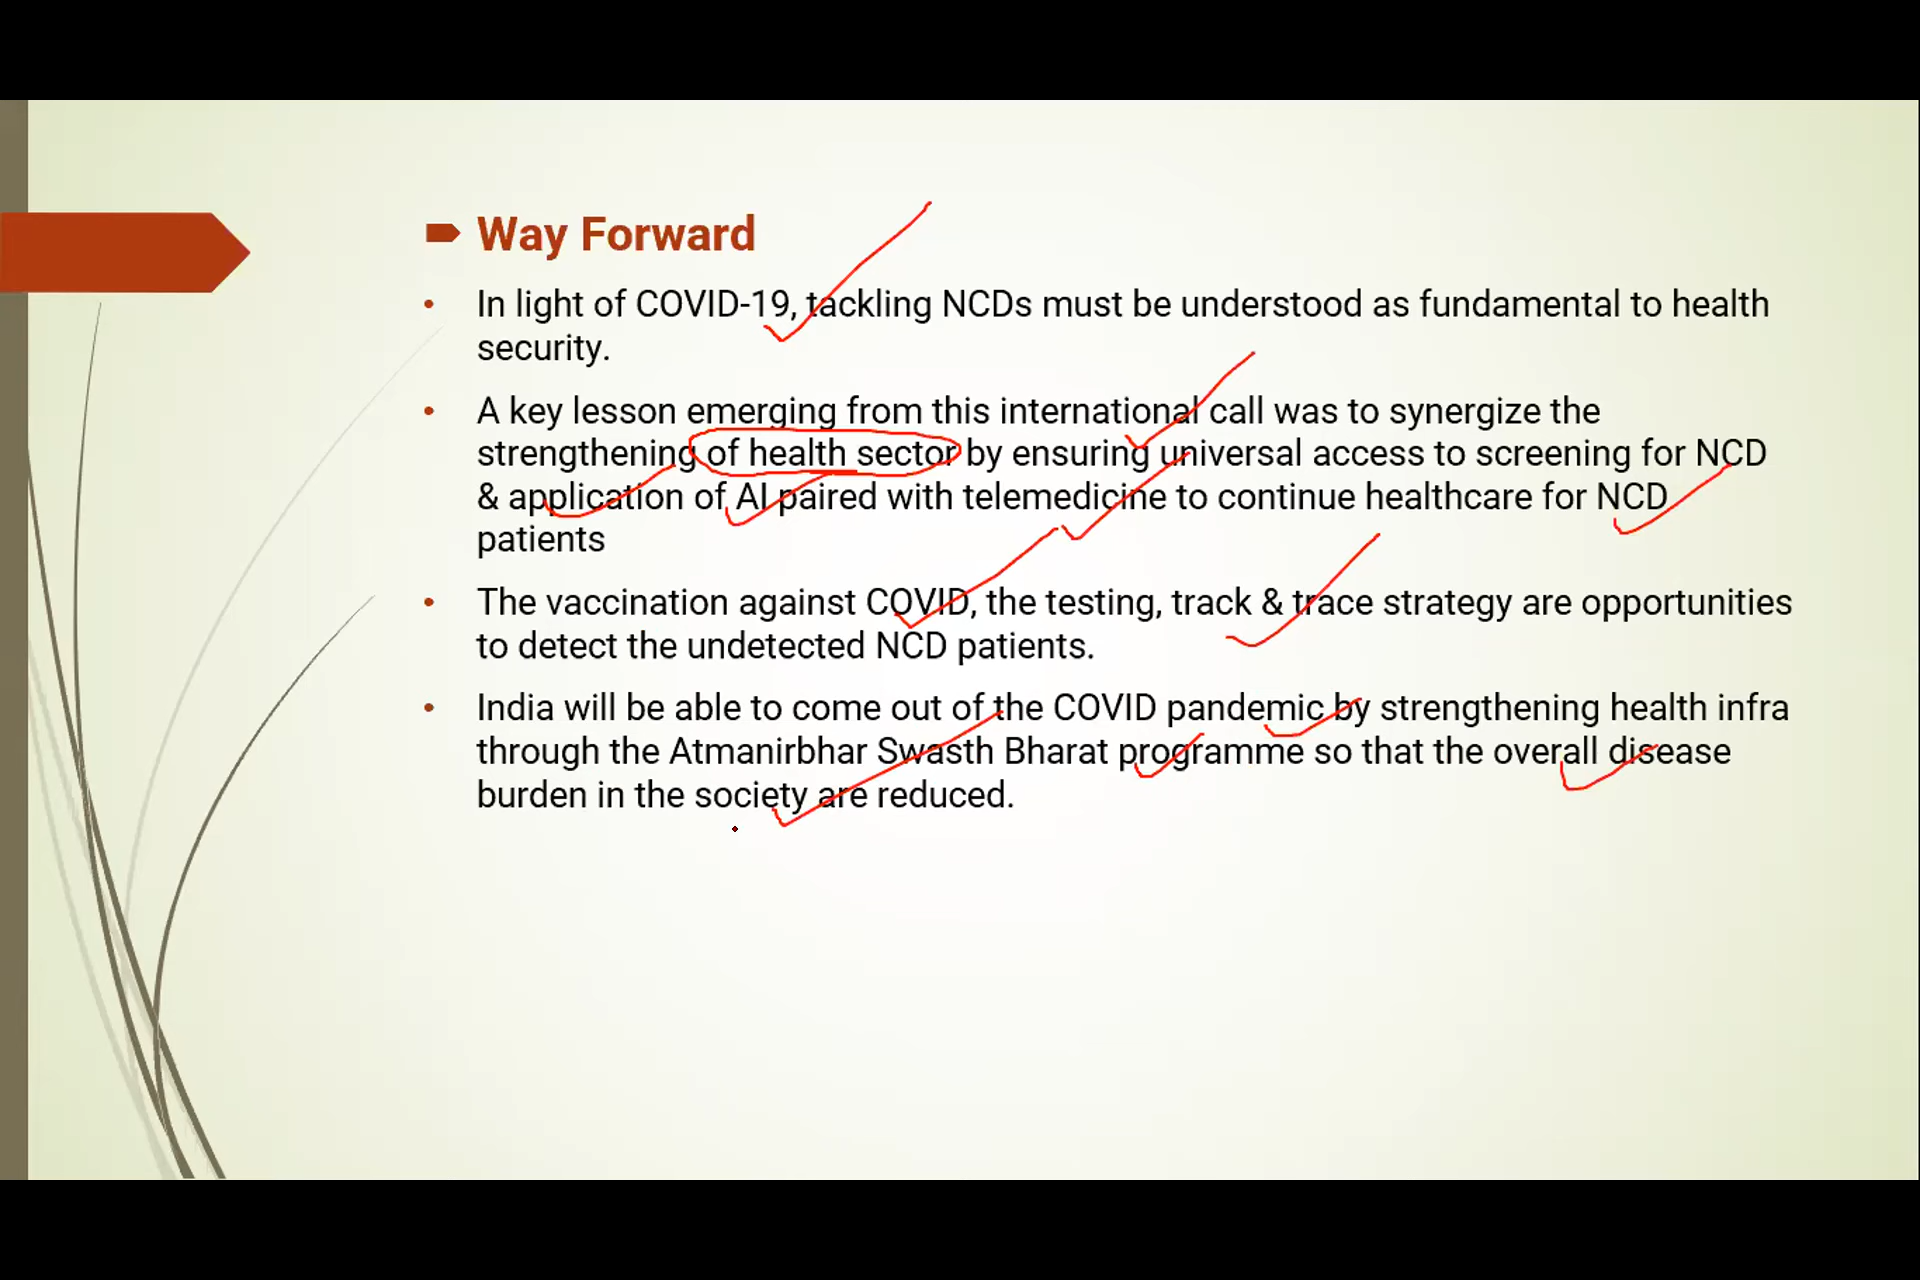 Way Forward
In light of COVID-19, tackling NCDs must be understood as fundamental to health
security.
A key lesson emerging from this international call was to synergize the
strengthening of health sector by ensuring universal access to screening for NCD
& application of AI paired with telemedicine to continue healthcare for NCD
patients
The vaccination against COVID, the testing, track & trace strategy are opportunities
to detect the undetected NCD patients.
India will be able to come out of the COVID pandemic by strengthening health infra
through the Atmanirbhar Swasth Bharat programme so that the overall disease
burden in the society are reduced.